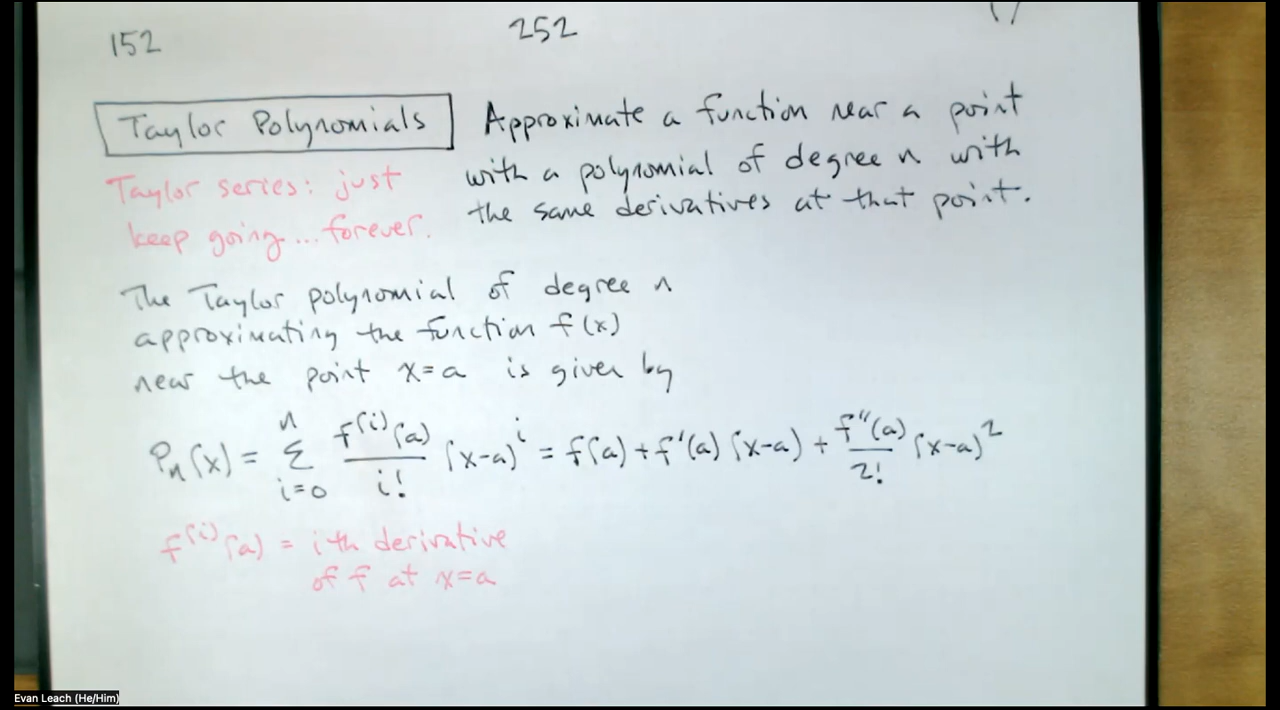 152
252
Taylor Polynomials
Approximate a function near a point
with a polynomial of degree n with
the same derivatives at that point.
Taylor series: just
keep going... forever.
The Taylor polynomial of degree n
approximating the function f(x)
near the point x=a is given by
Pₙ(x) = Σᵢ₌₀ⁿ f⁽ⁱ⁾(a)/i! (x-a)ⁱ = f(a) + f'(a)(x-a) + f''(a)/2! (x-a)²
f⁽ⁱ⁾(a) = ith derivative
of f at x=a
Evan Leach (He/Him)